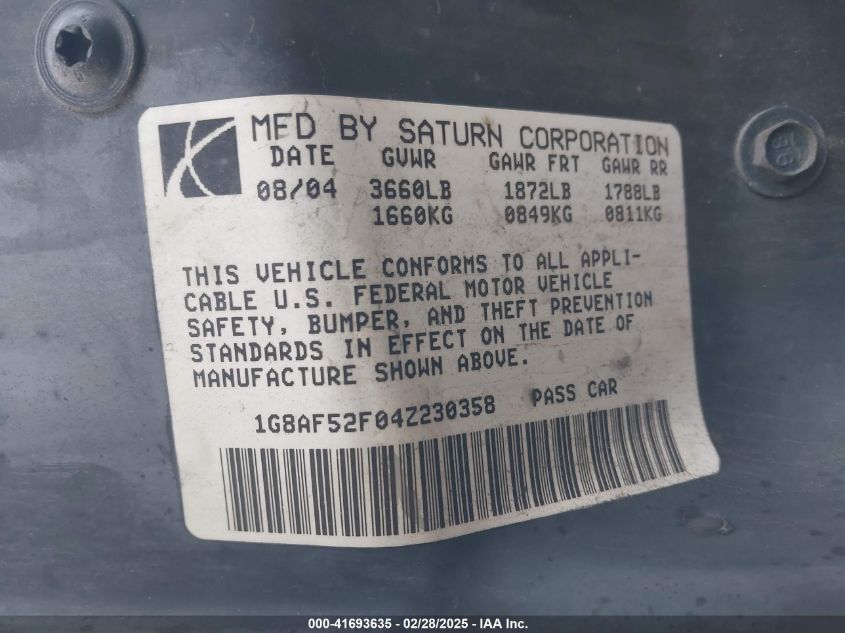 MFD BY SATURN CORPORATION
DATE GVWR GAWR FRT GAWR RR
08/04 3660LB 1872LB 1788LB
1660KG 0849KG 0811KG
THIS VEHICLE CONFORMS TO ALL APPLI-
CABLE U.S. FEDERAL MOTOR VEHICLE
SAFETY, BUMPER, AND THEFT PREVENTION
STANDARDS IN EFFECT ON THE DATE OF
MANUFACTURE SHOWN ABOVE.
1G8AF52F04Z230358 PASS CAR
000-41693635 - 02/28/2025 - IAA Inc.